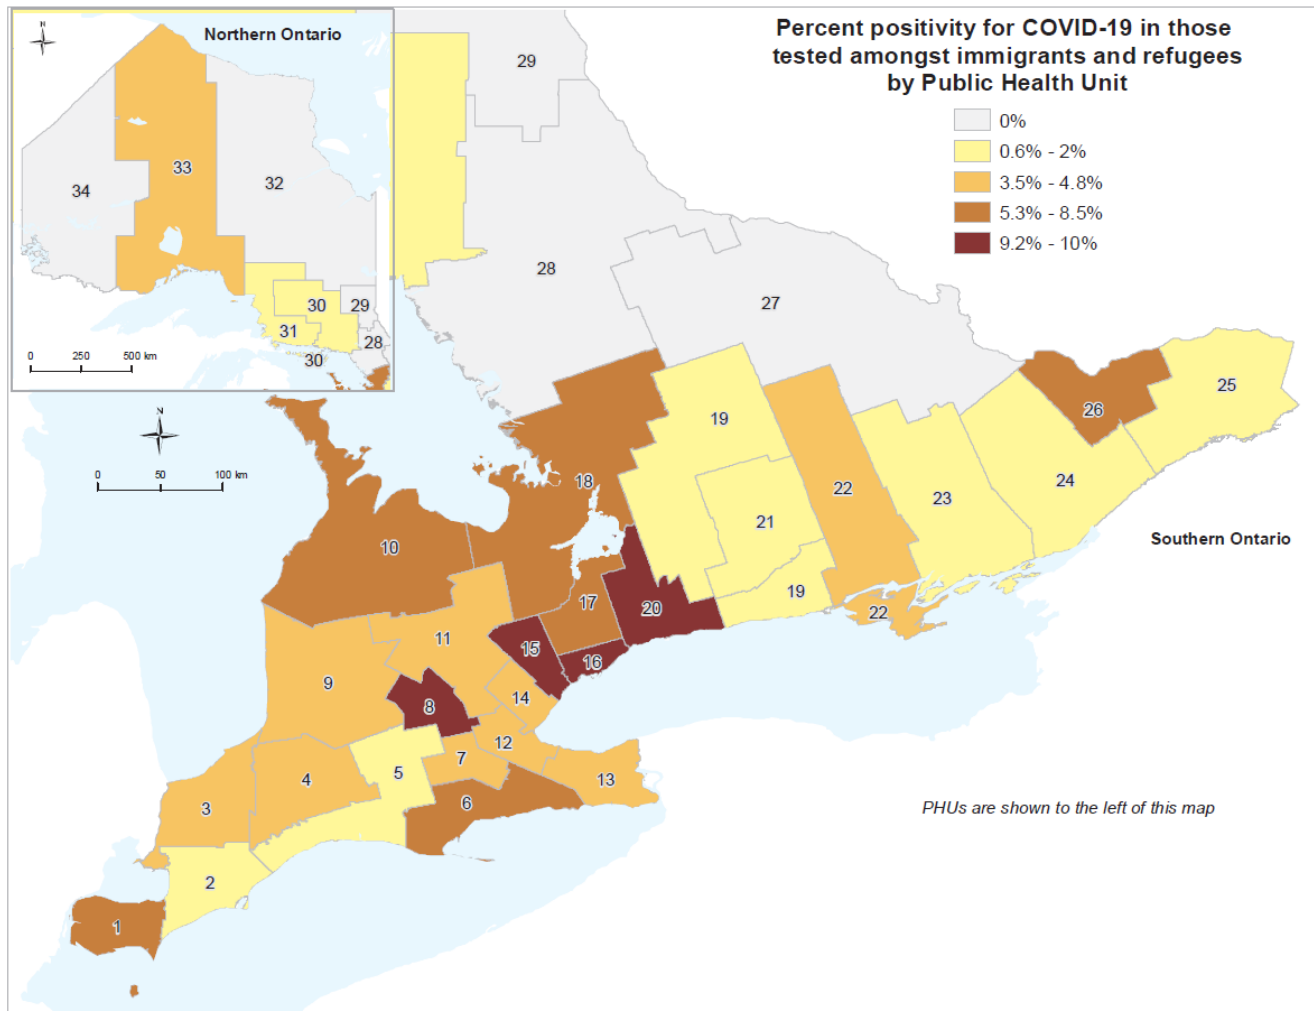 N
Northern Ontario
34
33
32
31
30
29
28
30
0 250 500 km
Percent positivity for COVID-19 in those
tested amongst immigrants and refugees
by Public Health Unit
0%
0.6% - 2%
3.5% - 4.8%
5.3% - 8.5%
9.2% - 10%
29
28
27
N
0 50 100 km
26
25
19
18
22
23
24
21
Southern Ontario
10
17
20
19
22
11
15
16
9
8
14
12
7
5
4
13
3
6
PHUs are shown to the left of this map
2
1